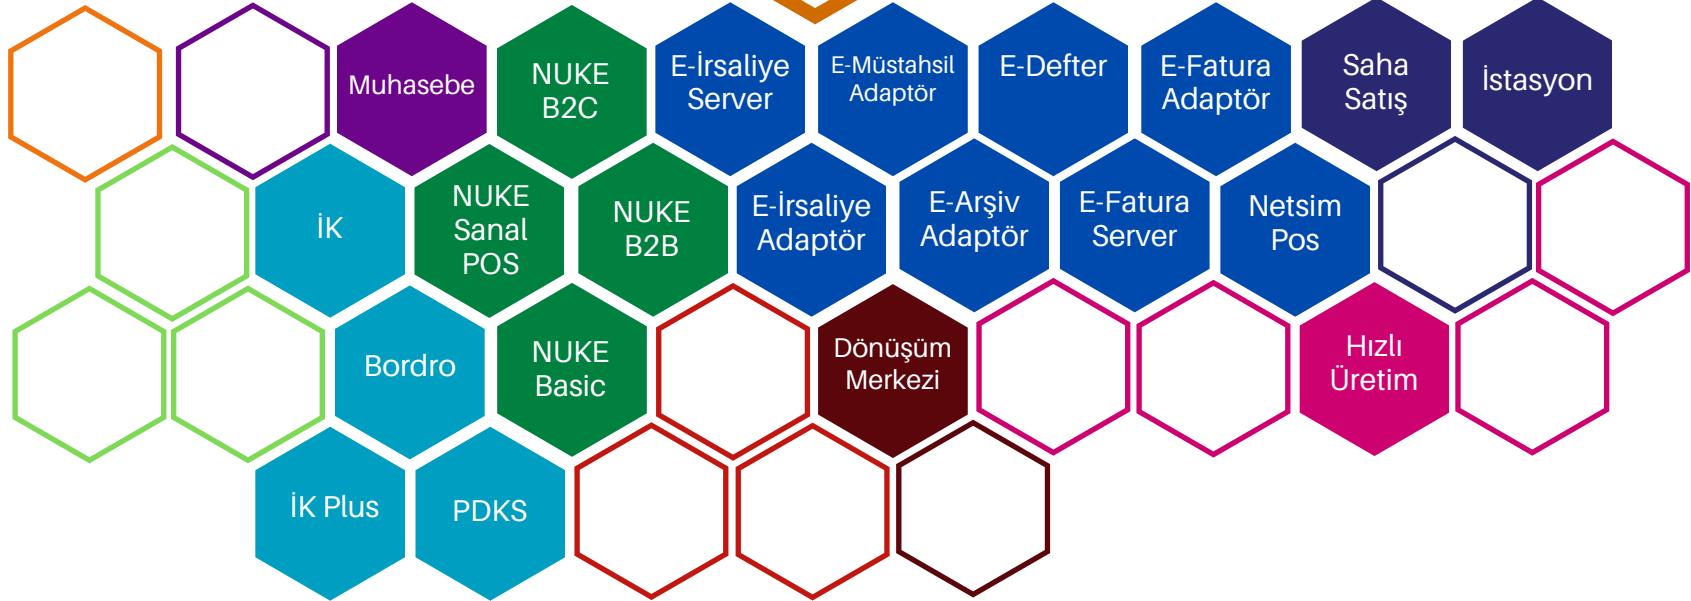 Muhasebe
NUKE
B2C
E-İrsaliye
Server
E-Müstahsil
Adaptör
E-Defter
E-Fatura
Adaptör
Saha
Satış
İstasyon
İK
NUKE
Sanal
POS
NUKE
B2B
E-İrsaliye
Adaptör
E-Arşiv
Adaptör
E-Fatura
Server
Netsim
Pos
Bordro
NUKE
Basic
Dönüşüm
Merkezi
Hızlı
Üretim
İK Plus
PDKS